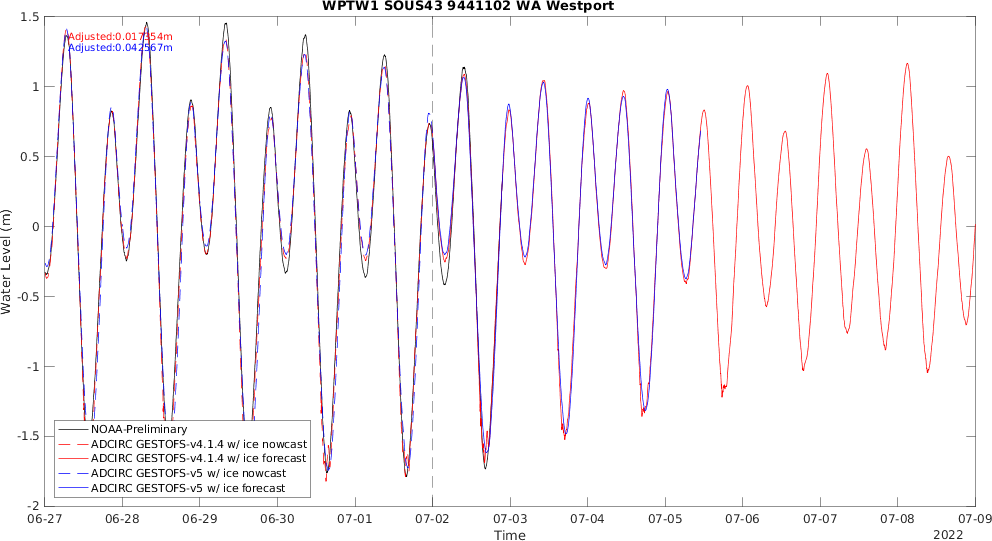 WPTW1 SOUS43 9441102 WA Westport
Adjusted:0.017354m
Adjusted:0.042567m
1.5
1
0.5
0
-0.5
-1
-1.5
-2
Water Level (m)
NOAA-Preliminary
ADCIRC GESTOFS-v4.1.4 w/ ice nowcast
ADCIRC GESTOFS-v4.1.4 w/ ice forecast
ADCIRC GESTOFS-v5 w/ ice nowcast
ADCIRC GESTOFS-v5 w/ ice forecast
06-27 06-28 06-29 06-30 07-01 07-02 07-03 07-04 07-05 07-06 07-07 07-08 07-09
Time
2022